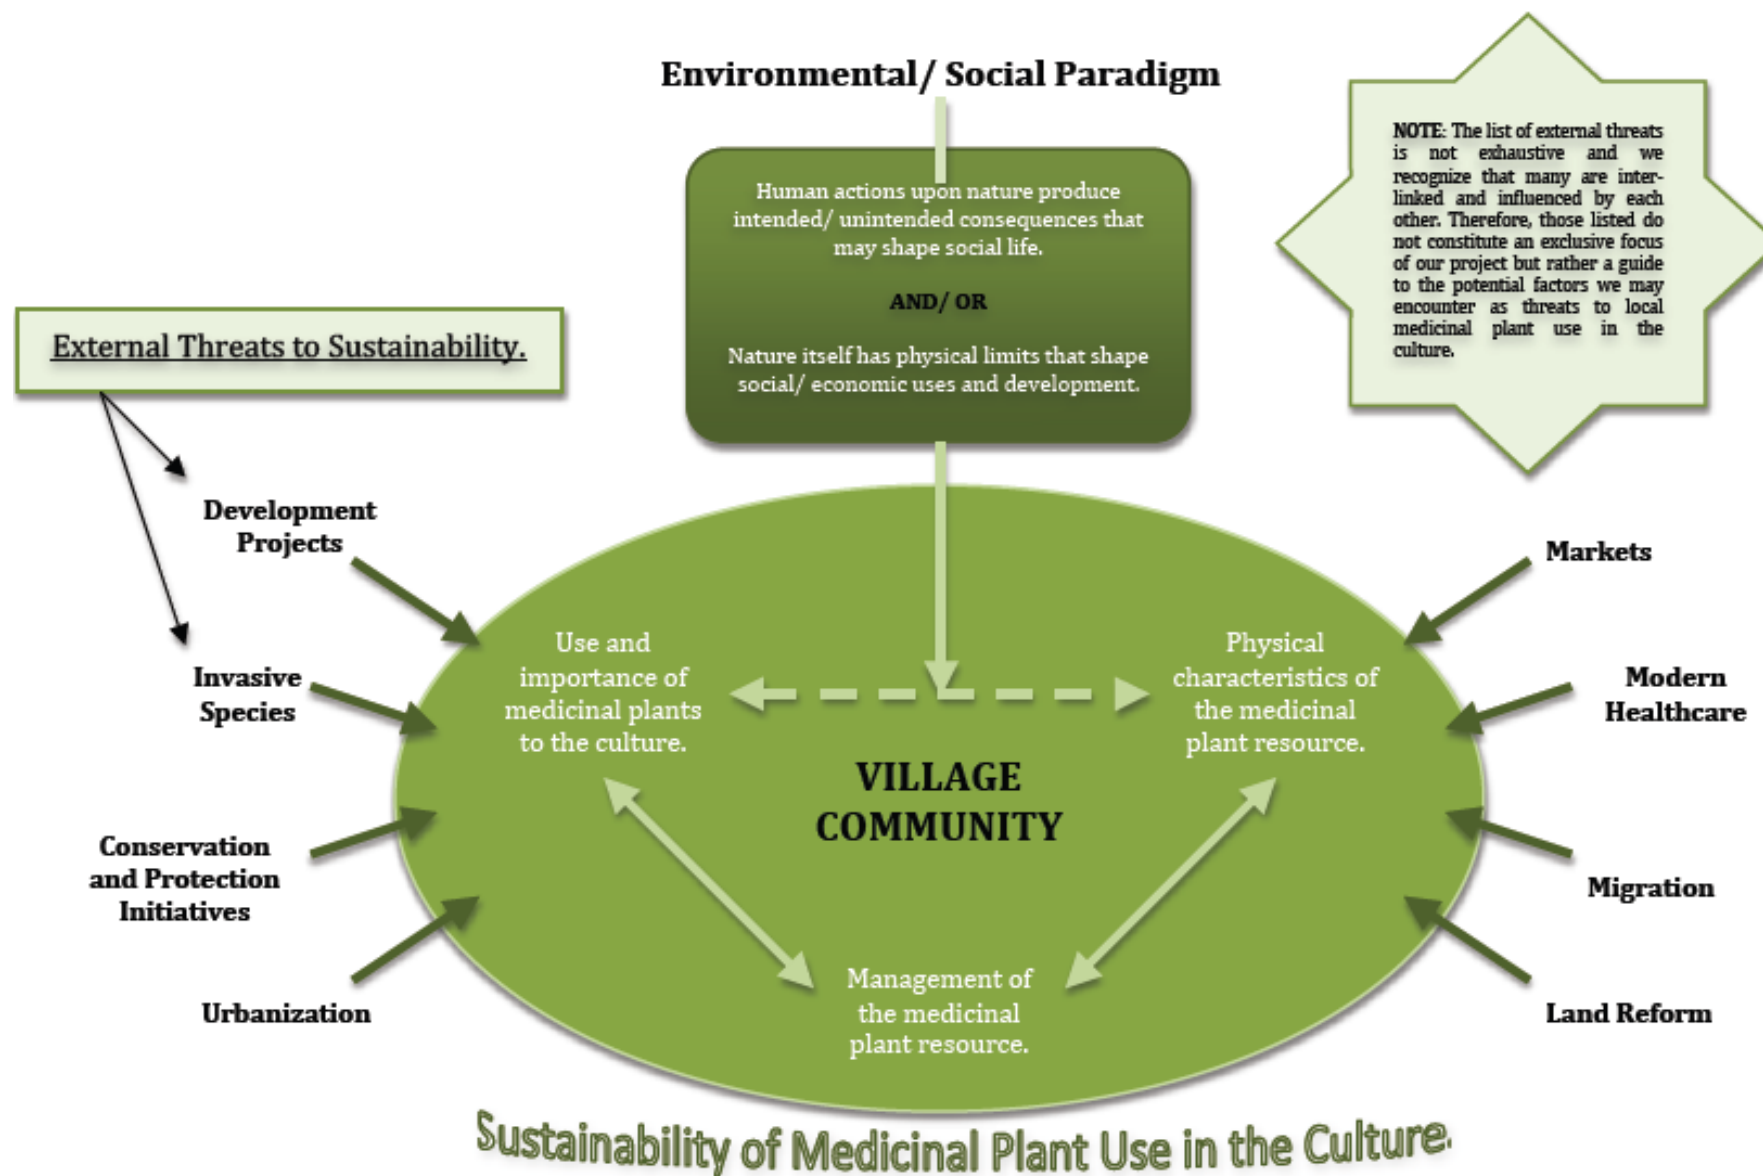 Environmental/ Social Paradigm
Human actions upon nature produce
intended/ unintended consequences that
may shape social life.
AND/ OR
Nature itself has physical limits that shape
social/ economic uses and development.
NOTE: The list of external threats
is not exhaustive and we
recognize that many are inter-
linked and influenced by each
other. Therefore, those listed do
not constitute an exclusive focus
of our project but rather a guide
to the potential factors we may
encounter as threats to local
medicinal plant use in the
culture.
External Threats to Sustainability.
Development
Projects
Invasive
Species
Conservation
and Protection
Initiatives
Urbanization
Use and
importance of
medicinal plants
to the culture.
Physical
characteristics of
the medicinal
plant resource.
VILLAGE
COMMUNITY
Management of
the medicinal
plant resource.
Markets
Modern
Healthcare
Migration
Land Reform
Sustainability of Medicinal Plant Use in the Culture.